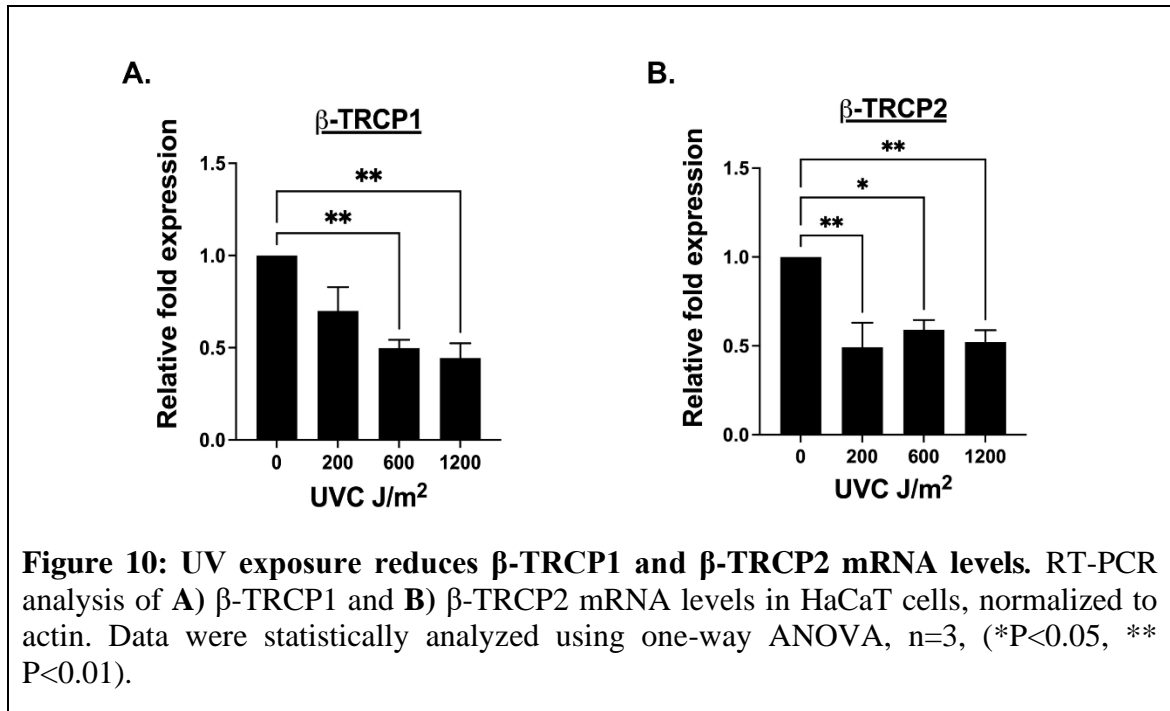 A.
β-TRCP1
Relative fold expression
1.5
1.0
0.5
0.0
**
**
0 200 600 1200
UVC J/m²
B.
β-TRCP2
Relative fold expression
1.5
1.0
0.5
0.0
**
*
**
0 200 600 1200
UVC J/m²
Figure 10: UV exposure reduces β-TRCP1 and β-TRCP2 mRNA levels. RT-PCR
analysis of A) β-TRCP1 and B) β-TRCP2 mRNA levels in HaCaT cells, normalized to
actin. Data were statistically analyzed using one-way ANOVA, n=3, (*P<0.05, **
P<0.01).